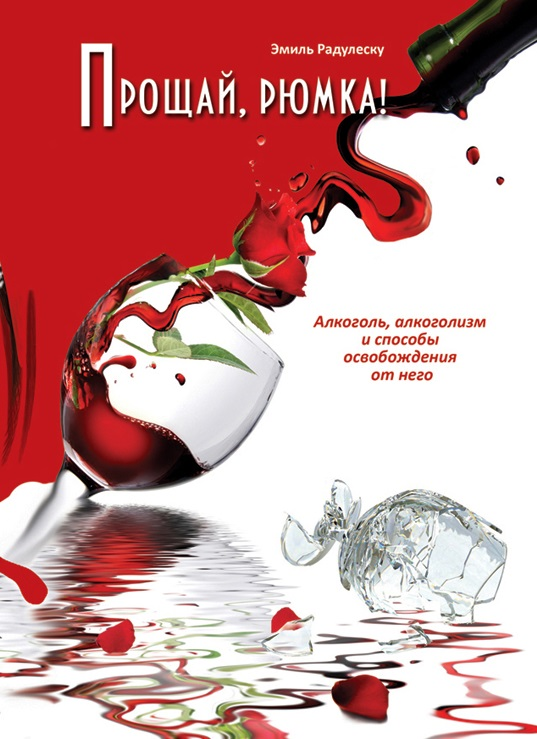 Эмиль Радулеску
Прощай, рюмка!
Алкоголь, алкоголизм
и способы
освобождения
от него